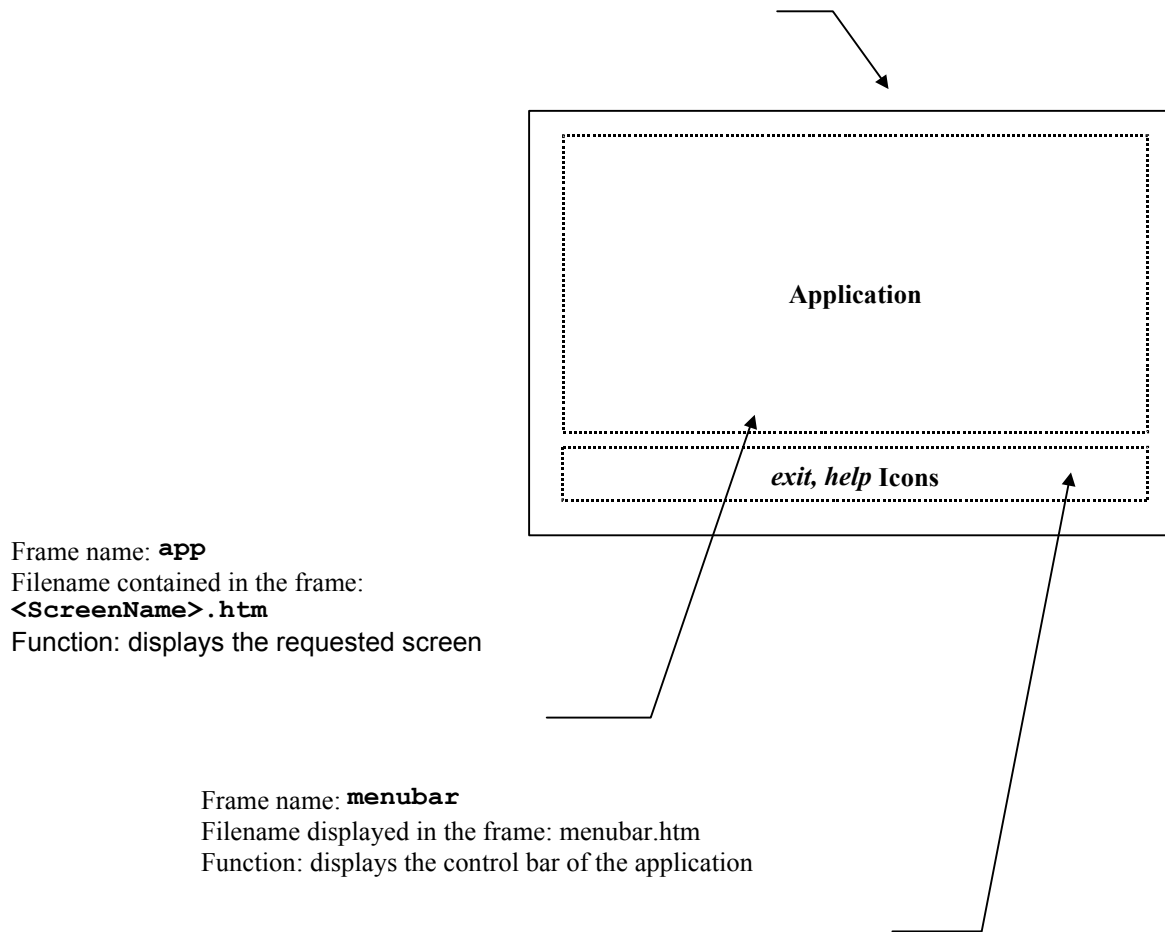 Application
exit, help Icons
Frame name: app
Filename contained in the frame:
<ScreenName>.htm
Function: displays the requested screen
Frame name: menubar
Filename displayed in the frame: menubar.htm
Function: displays the control bar of the application